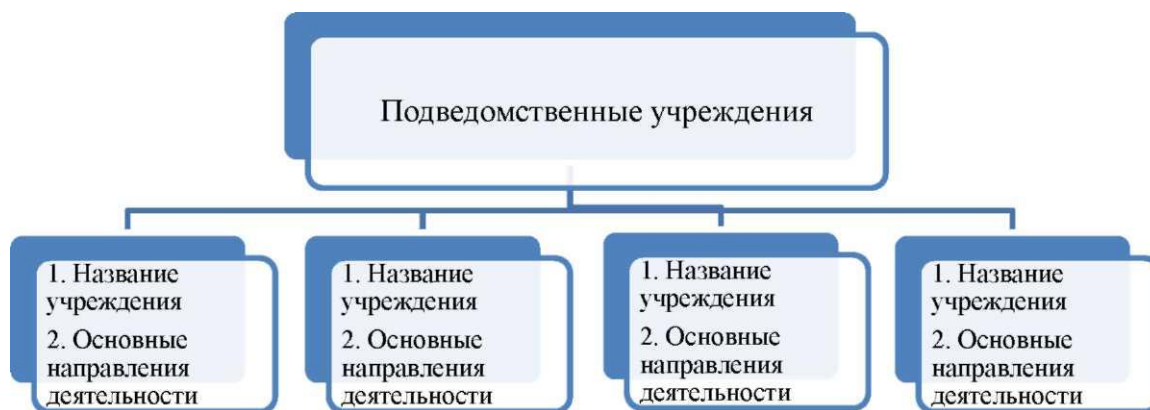 Подведомственные учреждения
1. Название
учреждения
2. Основные
направления
деятельности
1. Название
учреждения
2. Основные
направления
деятельности
1. Название
учреждения
2. Основные
направления
деятельности
1. Название
учреждения
2. Основные
направления
деятельности